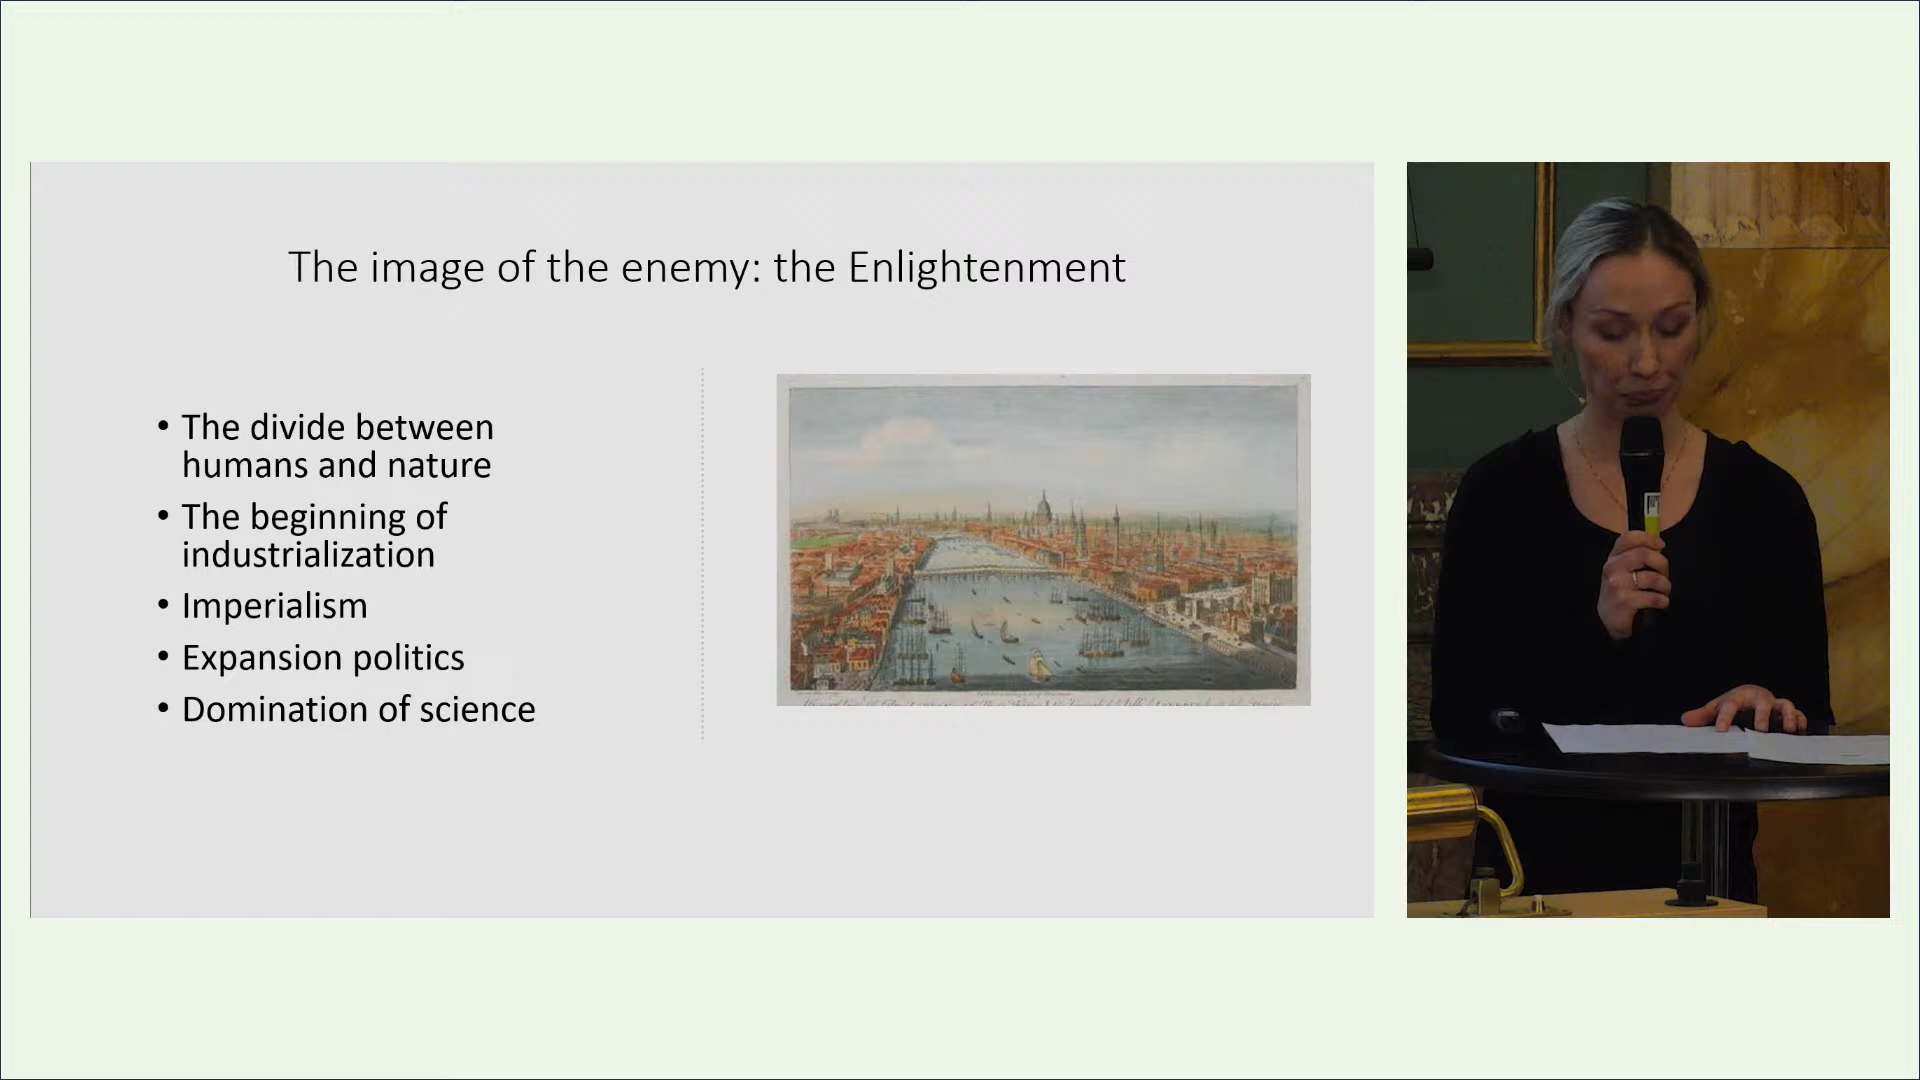 The image of the enemy: the Enlightenment
• The divide between
humans and nature
• The beginning of
industrialization
• Imperialism
• Expansion politics
• Domination of science